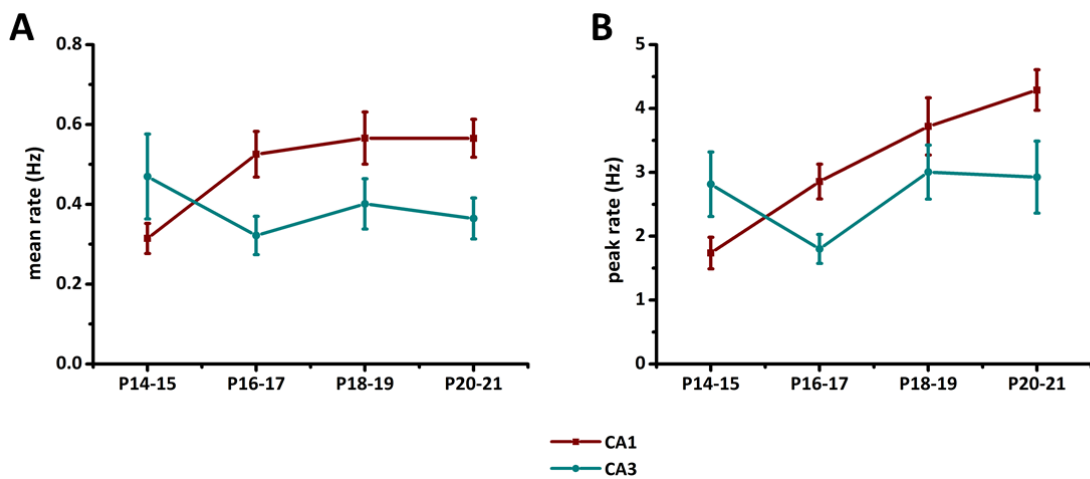 A
mean rate (Hz)
0.8
0.6
0.4
0.2
0.0
P14-15 P16-17 P18-19 P20-21
B
peak rate (Hz)
5
4
3
2
1
0
P14-15 P16-17 P18-19 P20-21
CA1
CA3